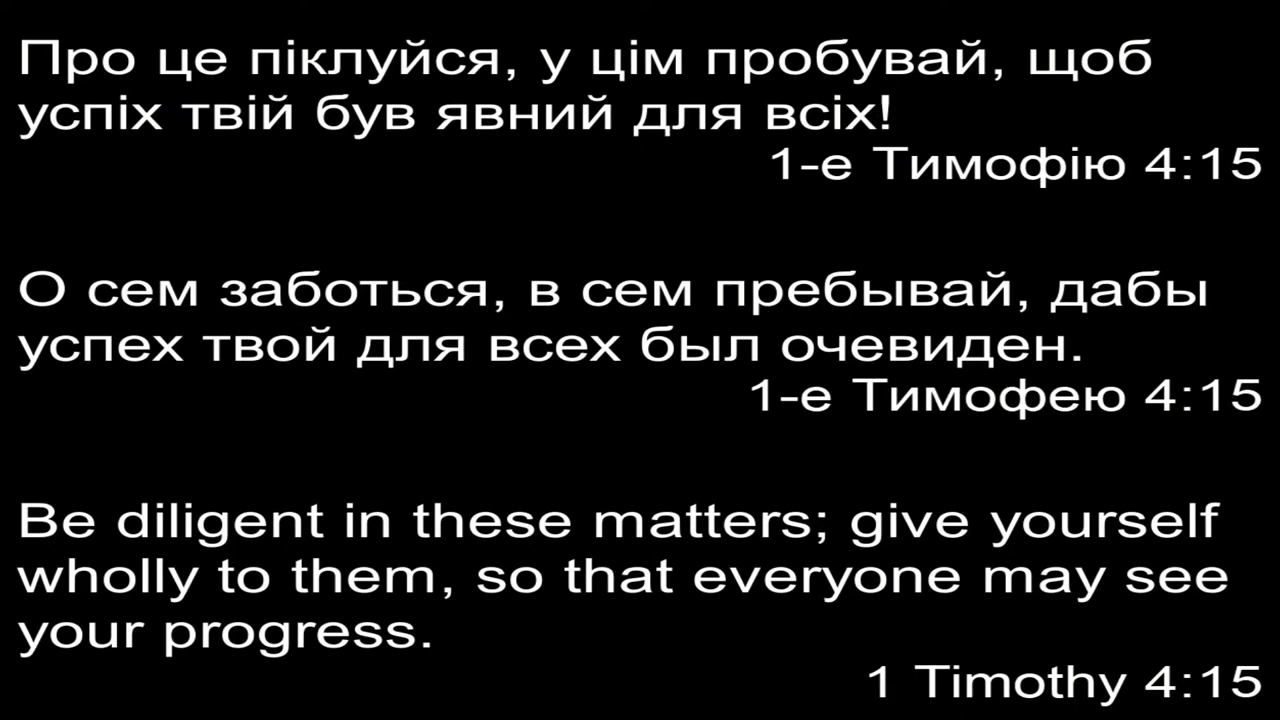 Про це піклуйся, у цім пробувай, щоб
успіх твій був явний для всіх!
1-е Тимофію 4:15
О сем заботься, в сем пребывай, дабы
успех твой для всех был очевиден.
1-е Тимофею 4:15
Be diligent in these matters; give yourself
wholly to them, so that everyone may see
your progress.
1 Timothy 4:15